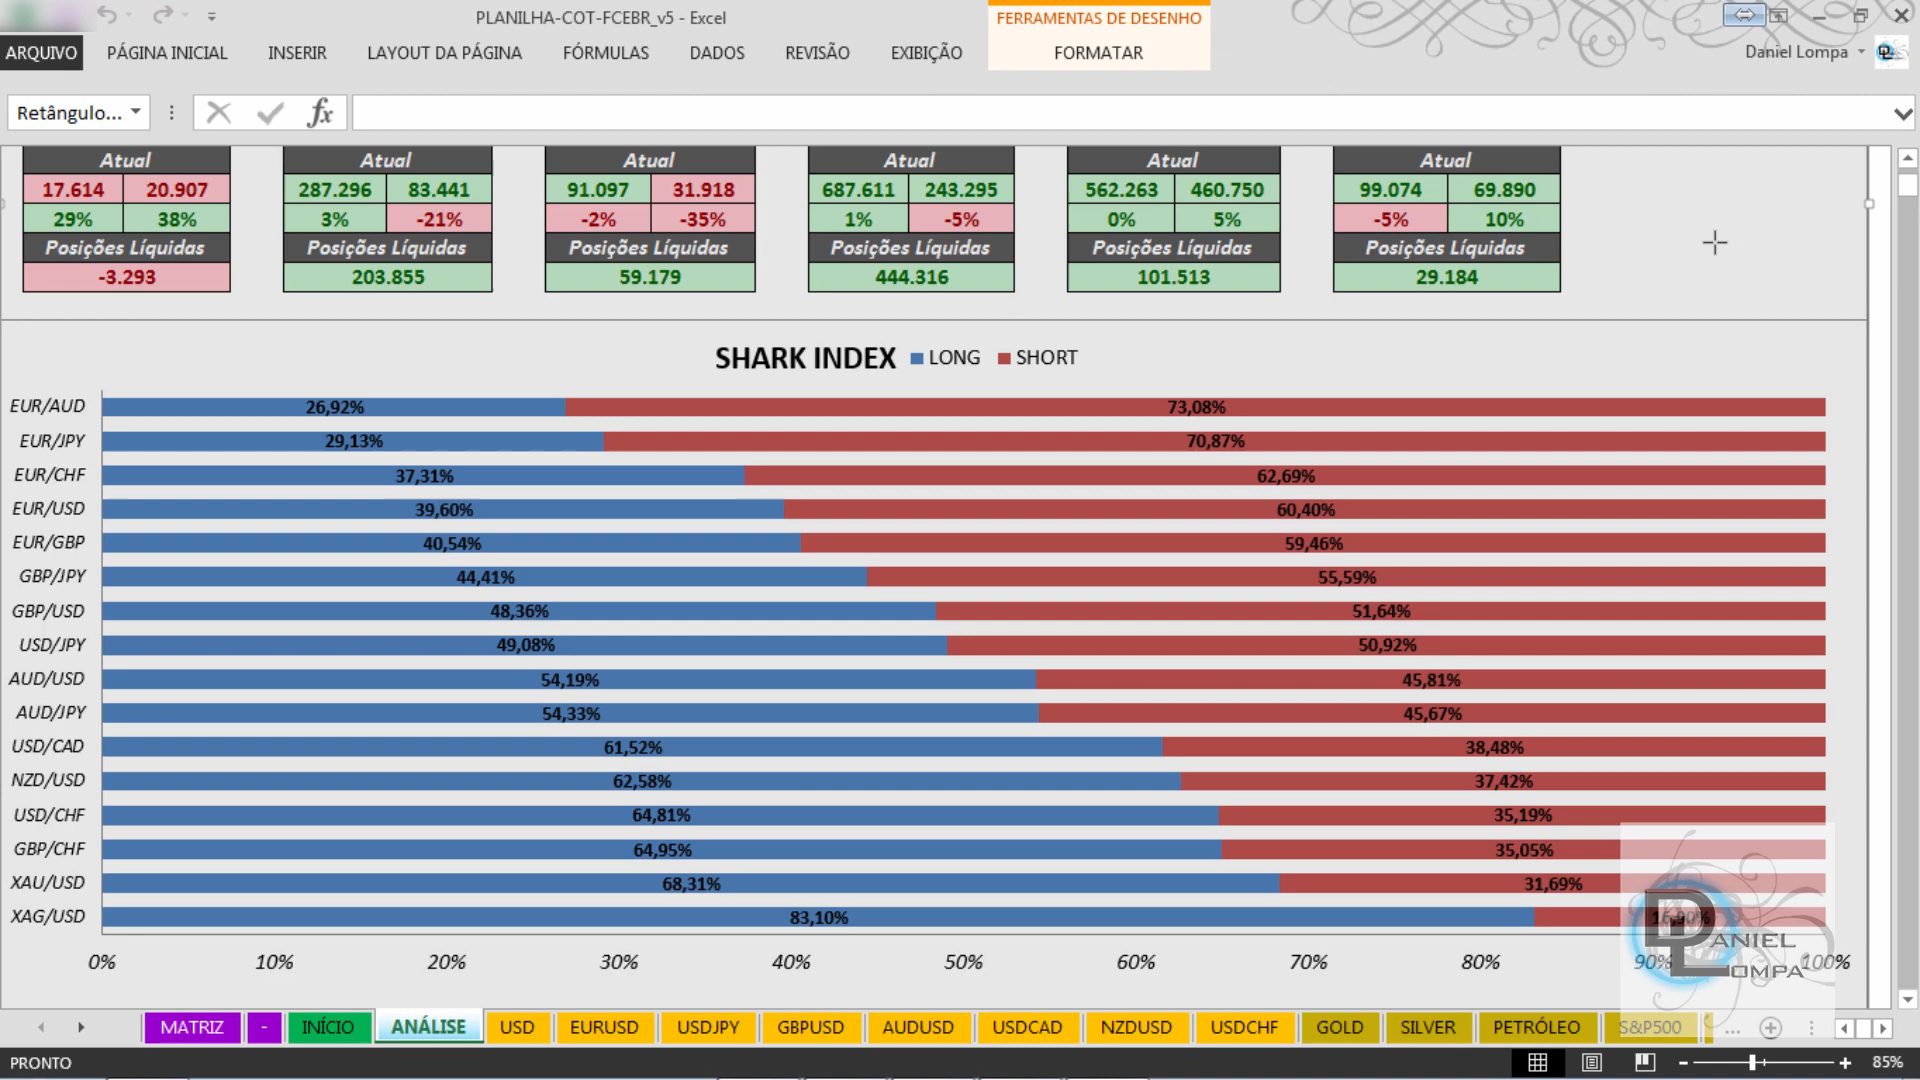 PLANILHA-COT-FCEBR_v5 - Excel
FERRAMENTAS DE DESENHO
ARQUIVO PÁGINA INICIAL INSERIR LAYOUT DA PÁGINA FÓRMULAS DADOS REVISÃO EXIBIÇÃO FORMATAR Daniel Lompa
Retângulo... fx
Atual Atual Atual Atual Atual Atual
17.614 20.907 287.296 83.441 91.097 31.918 687.611 243.295 562.263 460.750 99.074 69.890
29% 38% 3% -21% -2% -35% 1% -5% 0% 5% -5% 10%
Posições Líquidas Posições Líquidas Posições Líquidas Posições Líquidas Posições Líquidas Posições Líquidas
-3.293 203.855 59.179 444.316 101.513 29.184
SHARK INDEX LONG SHORT
EUR/AUD 26,92% 73,08%
EUR/JPY 29,13% 70,87%
EUR/CHF 37,31% 62,69%
EUR/USD 39,60% 60,40%
EUR/GBP 40,54% 59,46%
GBP/JPY 44,41% 55,59%
GBP/USD 48,36% 51,64%
USD/JPY 49,08% 50,92%
AUD/USD 54,19% 45,81%
AUD/JPY 54,33% 45,67%
USD/CAD 61,52% 38,48%
NZD/USD 62,58% 37,42%
USD/CHF 64,81% 35,19%
GBP/CHF 64,95% 35,05%
XAU/USD 68,31% 31,69%
XAG/USD 83,10% 16,90%
DANIEL
LOMPA
0% 10% 20% 30% 40% 50% 60% 70% 80% 90% 100%
MATRIZ - INÍCIO ANÁLISE USD EURUSD USDJPY GBPUSD AUDUSD USDCAD NZDUSD USDCHF GOLD SILVER PETRÓLEO S&P500 ...
PRONTO 85%